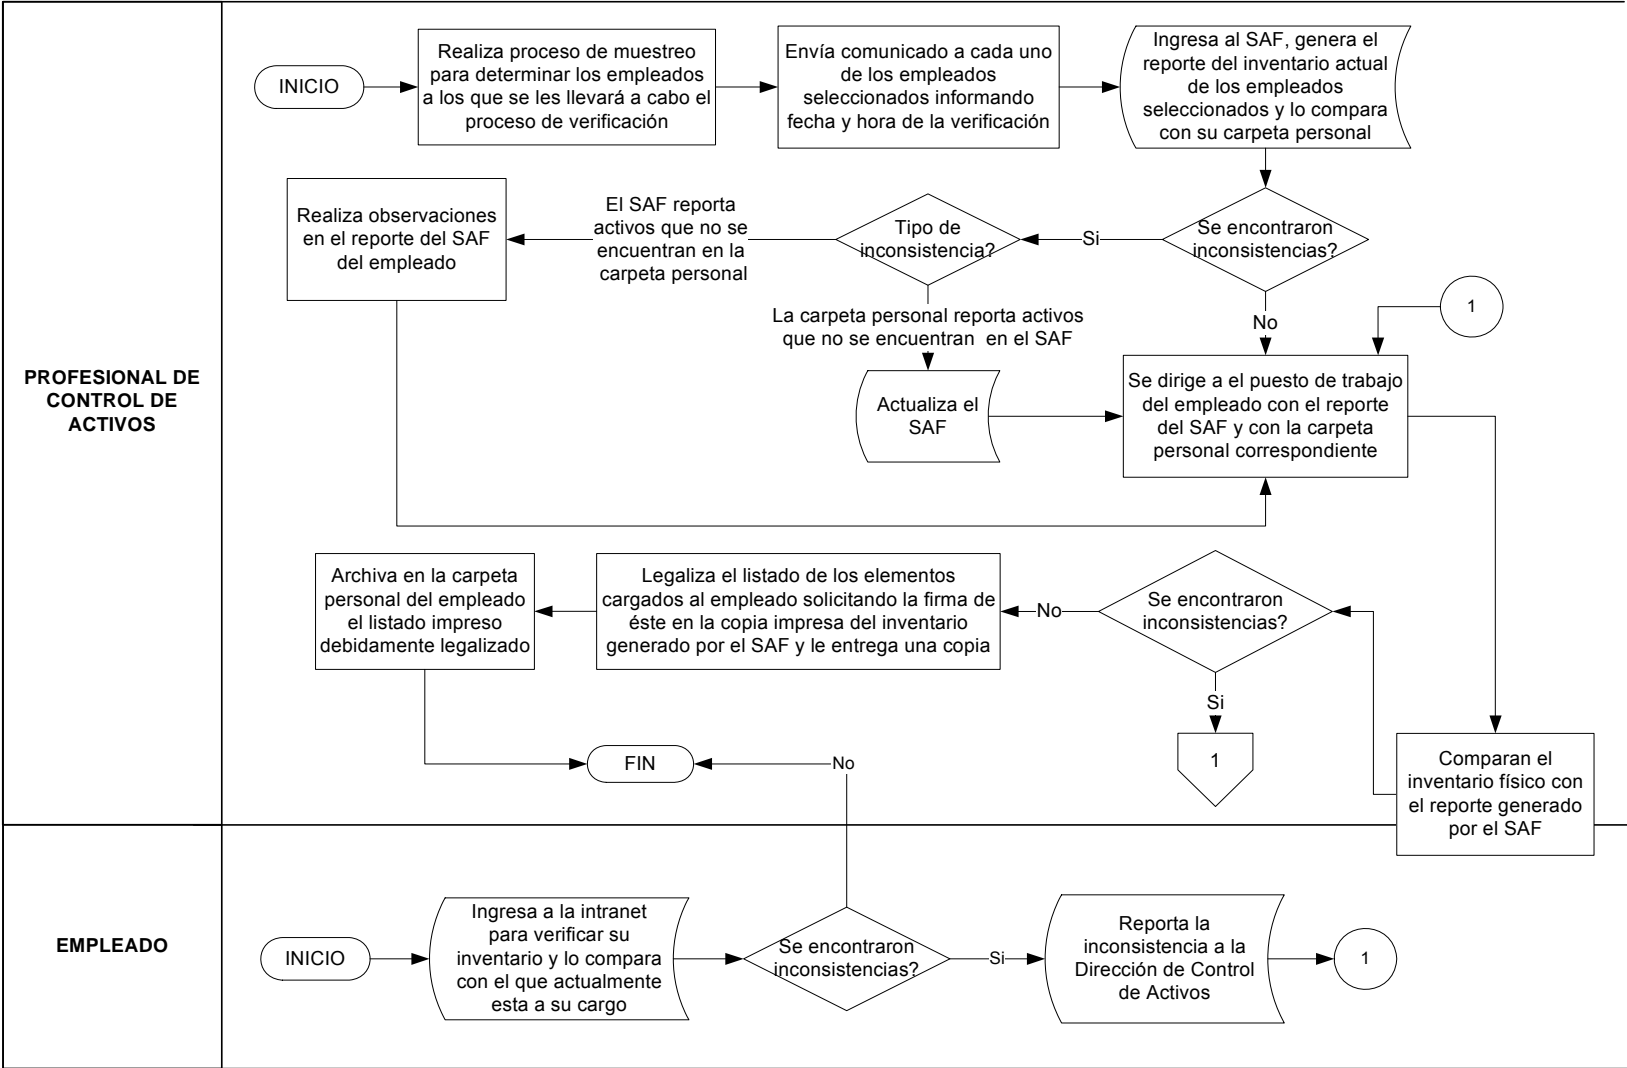 PROFESIONAL DE
CONTROL DE
ACTIVOS
INICIO
Realiza proceso de muestreo
para determinar los empleados
a los que se les llevará a cabo el
proceso de verificación
Envía comunicado a cada uno
de los empleados
seleccionados informando
fecha y hora de la verificación
Ingresa al SAF, genera el
reporte del inventario actual
de los empleados
seleccionados y lo compara
con su carpeta personal
Se encontraron
inconsistencias?
Si
Tipo de
inconsistencia?
El SAF reporta
activos que no se
encuentran en la
carpeta personal
Realiza observaciones
en el reporte del SAF
del empleado
La carpeta personal reporta activos
que no se encuentran en el SAF
No
1
Actualiza el
SAF
Se dirige a el puesto de trabajo
del empleado con el reporte
del SAF y con la carpeta
personal correspondiente
Comparan el
inventario físico con
el reporte generado
por el SAF
Se encontraron
inconsistencias?
No
Legaliza el listado de los elementos
cargados al empleado solicitando la firma de
éste en la copia impresa del inventario
generado por el SAF y le entrega una copia
Archiva en la carpeta
personal del empleado
el listado impreso
debidamente legalizado
Si
1
FIN
No
EMPLEADO
INICIO
Ingresa a la intranet
para verificar su
inventario y lo compara
con el que actualmente
esta a su cargo
Se encontraron
inconsistencias?
Si
Reporta la
inconsistencia a la
Dirección de Control
de Activos
1